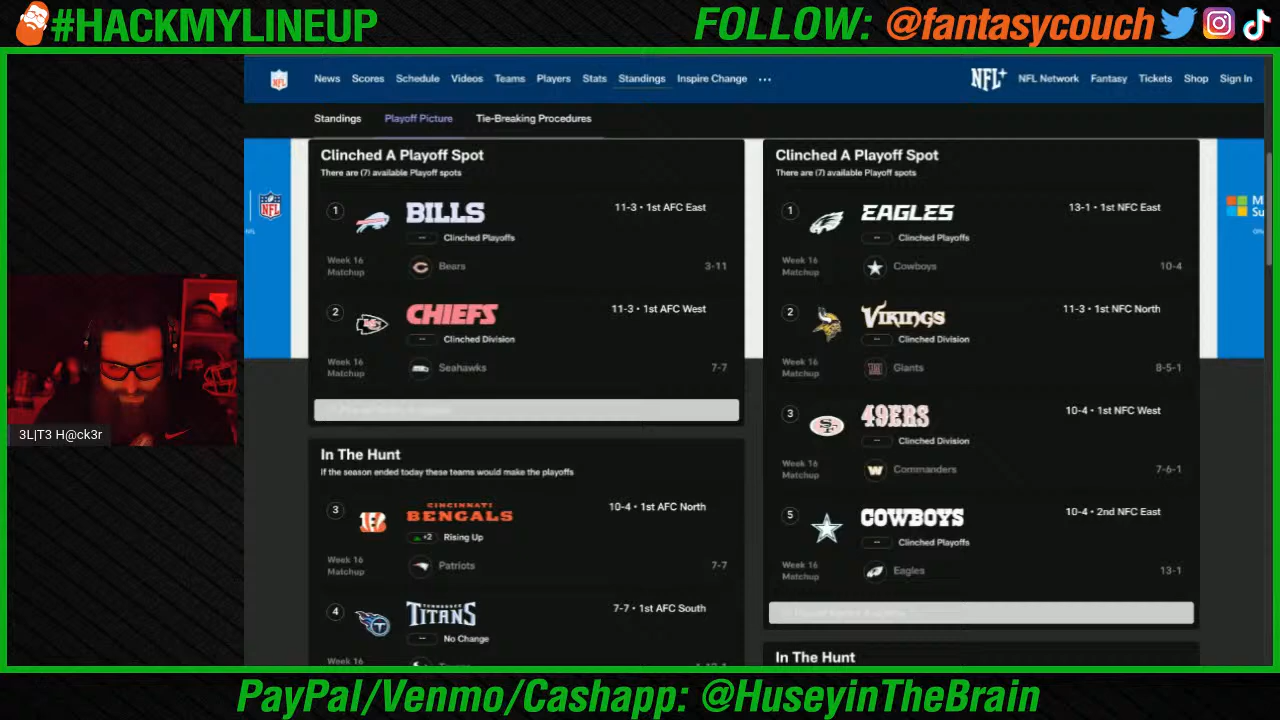 #HACKMYLINEUP
FOLLOW: @fantasycouch
NFL
News Scores Schedule Videos Teams Players Stats Standings Inspire Change ...
NFL+ NFL Network Fantasy Tickets Shop Sign In
Standings Playoff Picture Tie-Breaking Procedures
NFL
NFL
Clinched A Playoff Spot
There are (7) available Playoff spots
1 BILLS 11-3 • 1st AFC East
-- Clinched Playoffs
Week 16
Matchup
Bears 3-11
2 CHIEFS 11-3 • 1st AFC West
-- Clinched Division
Week 16
Matchup
Seahawks 7-7
In The Hunt
If the season ended today these teams would make the playoffs
3 CINCINNATI
BENGALS 10-4 • 1st AFC North
+2 Rising Up
Week 16
Matchup
Patriots 7-7
4 TENNESSEE
TITANS 7-7 • 1st AFC South
-- No Change
Week 16
Clinched A Playoff Spot
There are (7) available Playoff spots
1 EAGLES 13-1 • 1st NFC East
-- Clinched Playoffs
Week 16
Matchup
Cowboys 10-4
2 VIKINGS 11-3 • 1st NFC North
-- Clinched Division
Week 16
Matchup
Giants 8-5-1
3 49ERS 10-4 • 1st NFC West
-- Clinched Division
Week 16
Matchup
Commanders 7-6-1
5 COWBOYS 10-4 • 2nd NFC East
-- Clinched Playoffs
Week 16
Matchup
Eagles 13-1
In The Hunt
3L|T3 H@ck3r
PayPal/Venmo/Cashapp: @HuseyinTheBrain